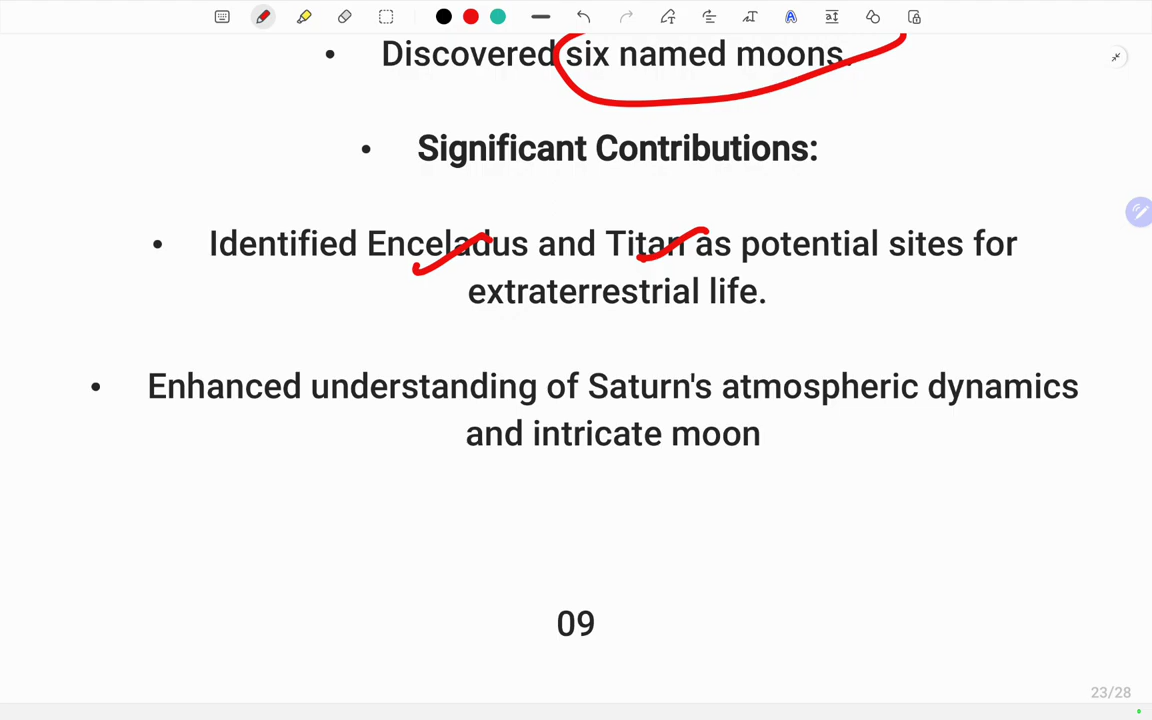 • Discovered six named moons.
• Significant Contributions:
• Identified Enceladus and Titan as potential sites for
extraterrestrial life.
• Enhanced understanding of Saturn's atmospheric dynamics
and intricate moon
09
23/28